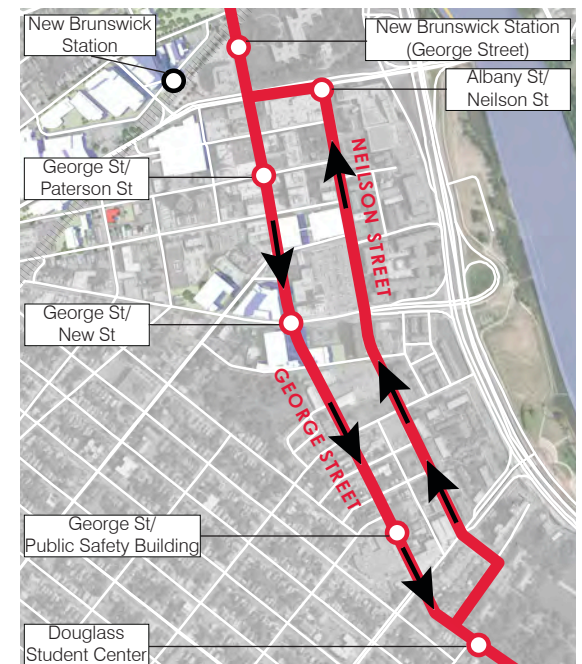 New Brunswick
Station
New Brunswick Station
(George Street)
Albany St/
Neilson St
NEILSON STREET
George St/
Paterson St
George St/
New St
GEORGE STREET
George St/
Public Safety Building
Douglass
Student Center